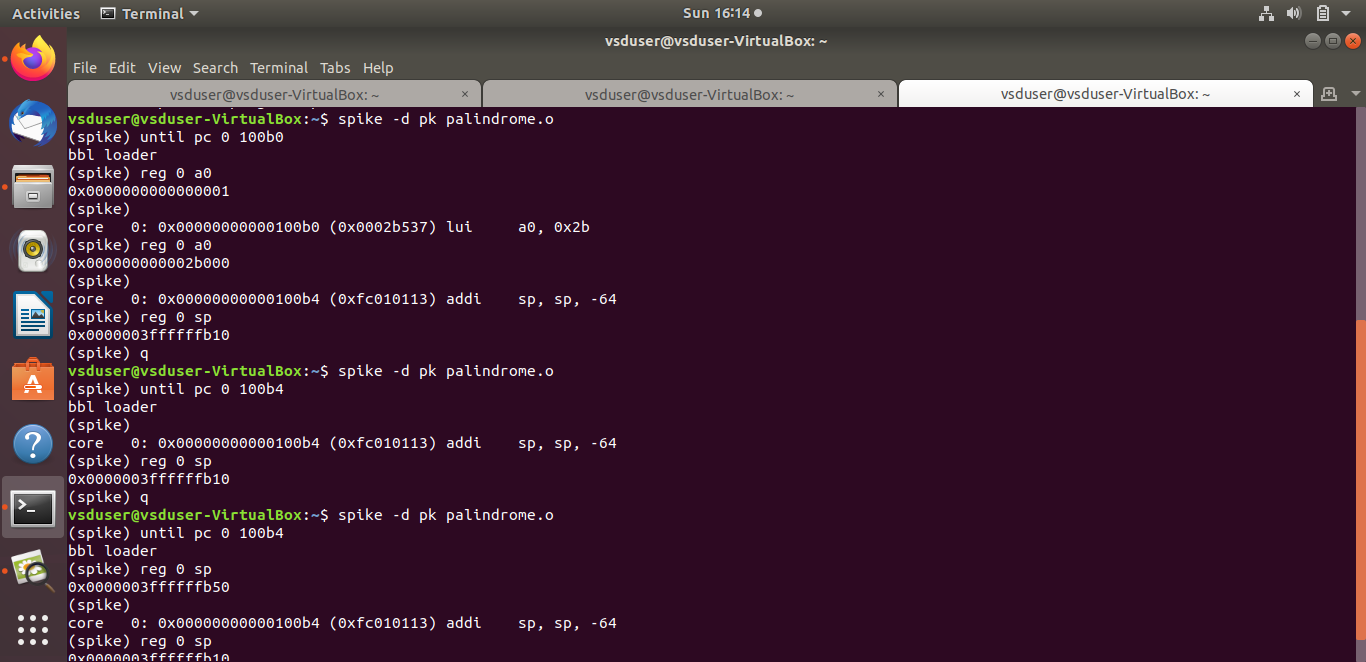 Activities Terminal Sun 16:14
vsduser@vsduser-VirtualBox: ~
File Edit View Search Terminal Tabs Help
vsduser@vsduser-VirtualBox: ~ × vsduser@vsduser-VirtualBox: ~ × vsduser@vsduser-VirtualBox: ~ ×
vsduser@vsduser-VirtualBox:~$ spike -d pk palindrome.o
(spike) until pc 0 100b0
bbl loader
(spike) reg 0 a0
0x0000000000000001
(spike)
core   0: 0x00000000000100b0 (0x0002b537) lui     a0, 0x2b
(spike) reg 0 a0
0x000000000002b000
(spike)
core   0: 0x00000000000100b4 (0xfc010113) addi    sp, sp, -64
(spike) reg 0 sp
0x0000003ffffffb10
(spike) q
vsduser@vsduser-VirtualBox:~$ spike -d pk palindrome.o
(spike) until pc 0 100b4
bbl loader
(spike)
core   0: 0x00000000000100b4 (0xfc010113) addi    sp, sp, -64
(spike) reg 0 sp
0x0000003ffffffb10
(spike) q
vsduser@vsduser-VirtualBox:~$ spike -d pk palindrome.o
(spike) until pc 0 100b4
bbl loader
(spike) reg 0 sp
0x0000003ffffffb50
(spike)
core   0: 0x00000000000100b4 (0xfc010113) addi    sp, sp, -64
(spike) reg 0 sp
0x0000003ffffffb10